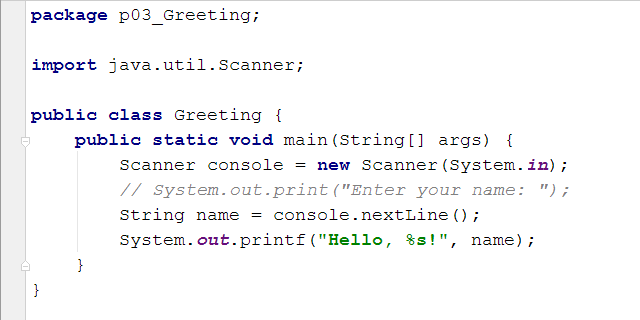 package p03_Greeting;
import java.util.Scanner;
public class Greeting {
public static void main(String[] args) {
Scanner console = new Scanner(System.in);
// System.out.print("Enter your name: ");
String name = console.nextLine();
System.out.printf("Hello, %s!", name);
}
}